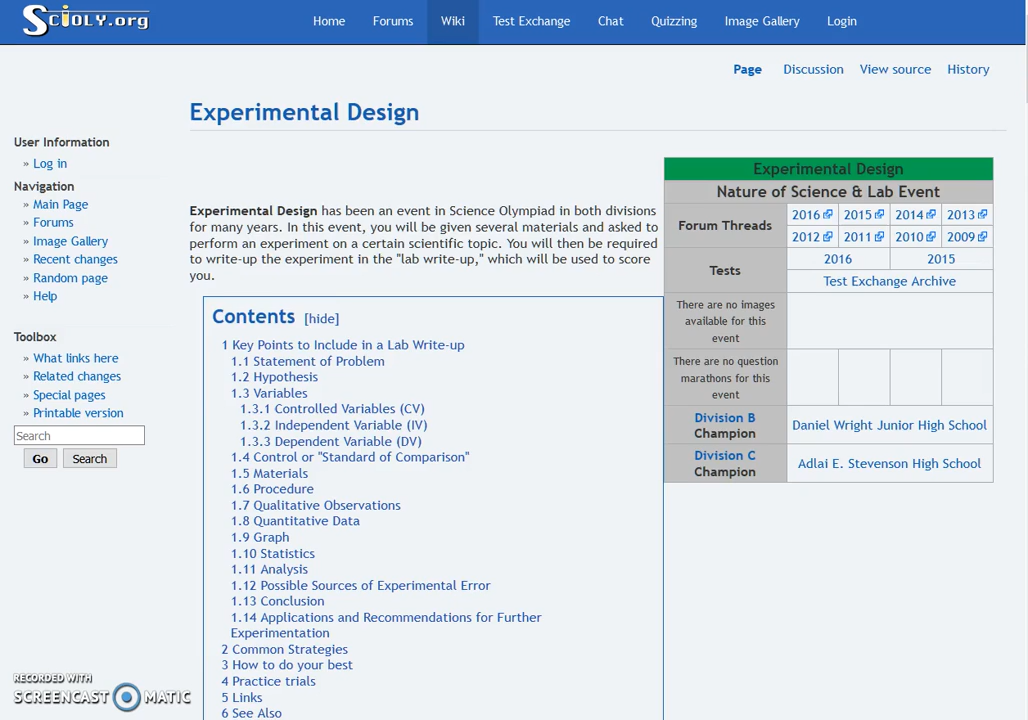 Scioly.org
Home Forums Wiki Test Exchange Chat Quizzing Image Gallery Login
Page Discussion View source History
Experimental Design
User Information
» Log in
Navigation
» Main Page
» Forums
» Image Gallery
» Recent changes
» Random page
» Help
Toolbox
» What links here
» Related changes
» Special pages
» Printable version
Search
Go Search
Experimental Design has been an event in Science Olympiad in both divisions
for many years. In this event, you will be given several materials and asked to
perform an experiment on a certain scientific topic. You will then be required
to write-up the experiment in the "lab write-up," which will be used to score
you.
Contents [hide]
1 Key Points to Include in a Lab Write-up
1.1 Statement of Problem
1.2 Hypothesis
1.3 Variables
1.3.1 Controlled Variables (CV)
1.3.2 Independent Variable (IV)
1.3.3 Dependent Variable (DV)
1.4 Control or "Standard of Comparison"
1.5 Materials
1.6 Procedure
1.7 Qualitative Observations
1.8 Quantitative Data
1.9 Graph
1.10 Statistics
1.11 Analysis
1.12 Possible Sources of Experimental Error
1.13 Conclusion
1.14 Applications and Recommendations for Further
Experimentation
2 Common Strategies
3 How to do your best
4 Practice trials
5 Links
6 See Also
Experimental Design
Nature of Science & Lab Event
Forum Threads
2016 2015 2014 2013
2012 2011 2010 2009
Tests
2016 2015
Test Exchange Archive
There are no images
available for this
event
There are no question
marathons for this
event
Division B
Champion
Daniel Wright Junior High School
Division C
Champion
Adlai E. Stevenson High School
RECORDED WITH
SCREENCAST MATIC